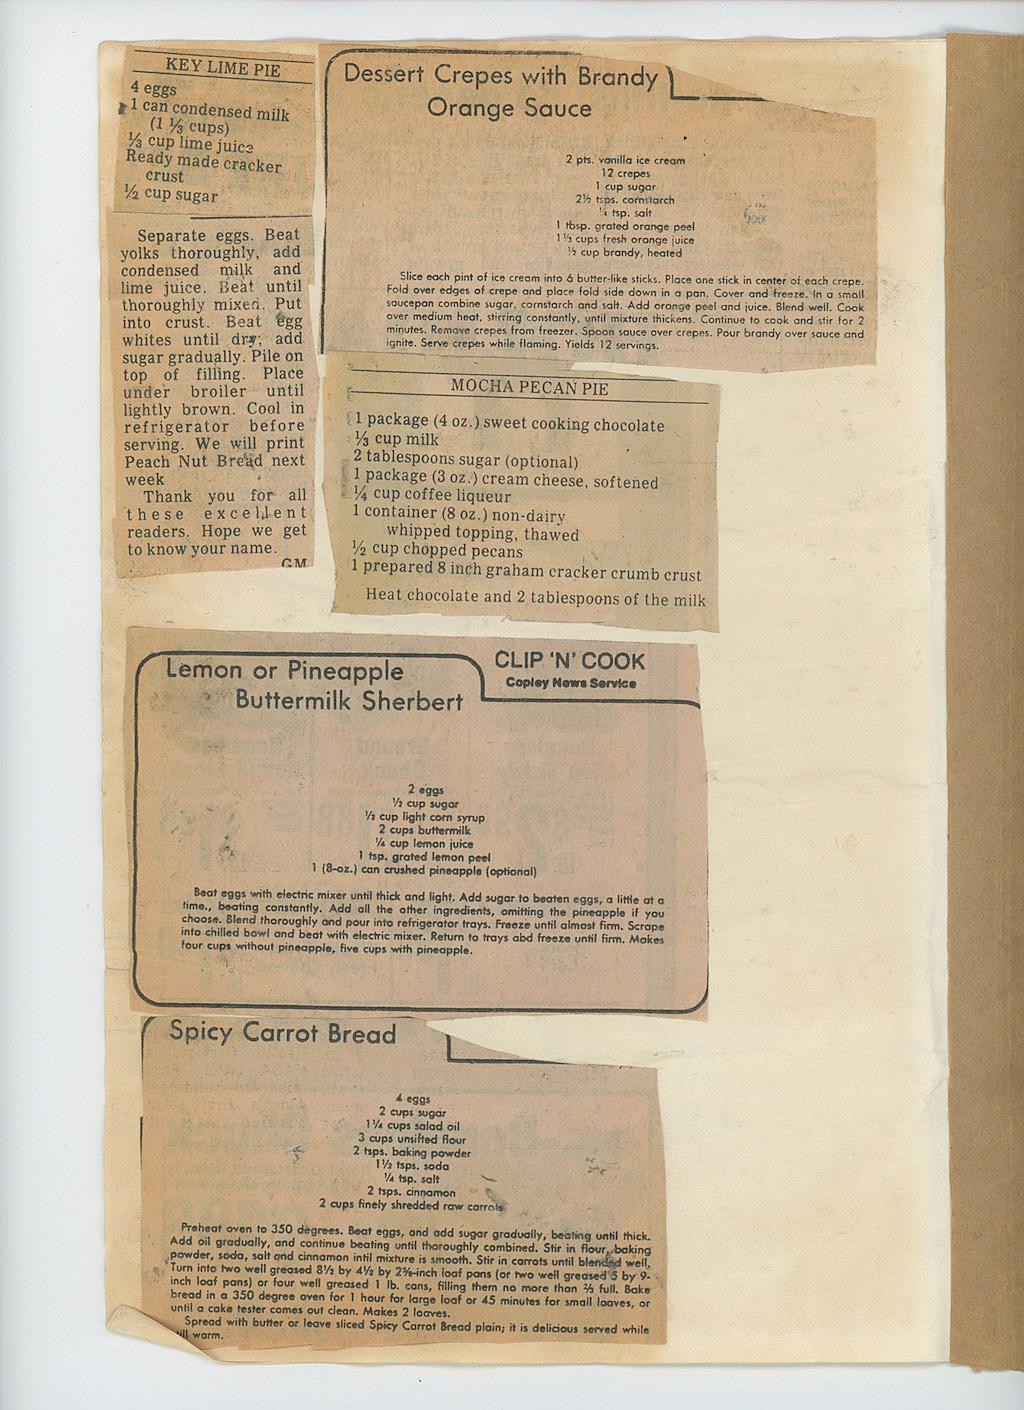 KEY LIME PIE
4 eggs
1 can condensed milk
(1 ⅓ cups)
⅓ cup lime juice
Ready made cracker
crust
½ cup sugar
Separate eggs. Beat
yolks thoroughly, add
condensed milk and
lime juice. Beat until
thoroughly mixed. Put
into crust. Beat egg
whites until dry; add
sugar gradually. Pile on
top of filling. Place
under broiler until
lightly brown. Cool in
refrigerator before
serving. We will print
Peach Nut Bread next
week
Thank you for all
these excellent
readers. Hope we get
to know your name.
GM
Dessert Crepes with Brandy
Orange Sauce
2 pts. vanilla ice cream
12 crepes
1 cup sugar
2½ tsps. cornstarch
¼ tsp. salt
1 tbsp. grated orange peel
1½ cups fresh orange juice
½ cup brandy, heated
Slice each pint of ice cream into 6 butter-like sticks. Place one stick in center of each crepe.
Fold over edges of crepe and place fold side down in a pan. Cover and freeze. In a small
saucepan combine sugar, cornstarch and salt. Add orange peel and juice. Blend well. Cook
over medium heat, stirring constantly, until mixture thickens. Continue to cook and stir for 2
minutes. Remove crepes from freezer. Spoon sauce over crepes. Pour brandy over sauce and
ignite. Serve crepes while flaming. Yields 12 servings.
MOCHA PECAN PIE
1 package (4 oz.) sweet cooking chocolate
⅓ cup milk
2 tablespoons sugar (optional)
1 package (3 oz.) cream cheese, softened
¼ cup coffee liqueur
1 container (8 oz.) non-dairy
whipped topping, thawed
½ cup chopped pecans
1 prepared 8 inch graham cracker crumb crust
Heat chocolate and 2 tablespoons of the milk
Lemon or Pineapple
Buttermilk Sherbert
CLIP 'N' COOK
Copley News Service
2 eggs
½ cup sugar
½ cup light corn syrup
2 cups buttermilk
¼ cup lemon juice
1 tsp. grated lemon peel
1 (8-oz.) can crushed pineapple (optional)
Beat eggs with electric mixer until thick and light. Add sugar to beaten eggs, a little at a
time., beating constantly. Add all the other ingredients, omitting the pineapple if you
choose. Blend thoroughly and pour into refrigerator trays. Freeze until almost firm. Scrape
into chilled bowl and beat with electric mixer. Return to trays abd freeze until firm. Makes
four cups without pineapple, five cups with pineapple.
Spicy Carrot Bread
4 eggs
2 cups sugar
1¼ cups salad oil
3 cups unsifted flour
2 tsps. baking powder
1½ tsps. soda
¼ tsp. salt
2 tsps. cinnamon
2 cups finely shredded raw carrots
Preheat oven to 350 degrees. Beat eggs, and add sugar gradually, beating until thick.
Add oil gradually, and continue beating until thoroughly combined. Stir in flour, baking
powder, soda, salt and cinnamon intil mixture is smooth. Stir in carrots until blended well.
Turn into two well greased 8½ by 4½ by 2⅝-inch loaf pans (or two well greased 5 by 9-
inch loaf pans) or four well greased 1 lb. cans, filling them no more than ⅔ full. Bake
bread in a 350 degree oven for 1 hour for large loaf or 45 minutes for small loaves, or
until a cake tester comes out clean. Makes 2 loaves.
Spread with butter or leave sliced Spicy Carrot Bread plain; it is delicious served while
still warm.